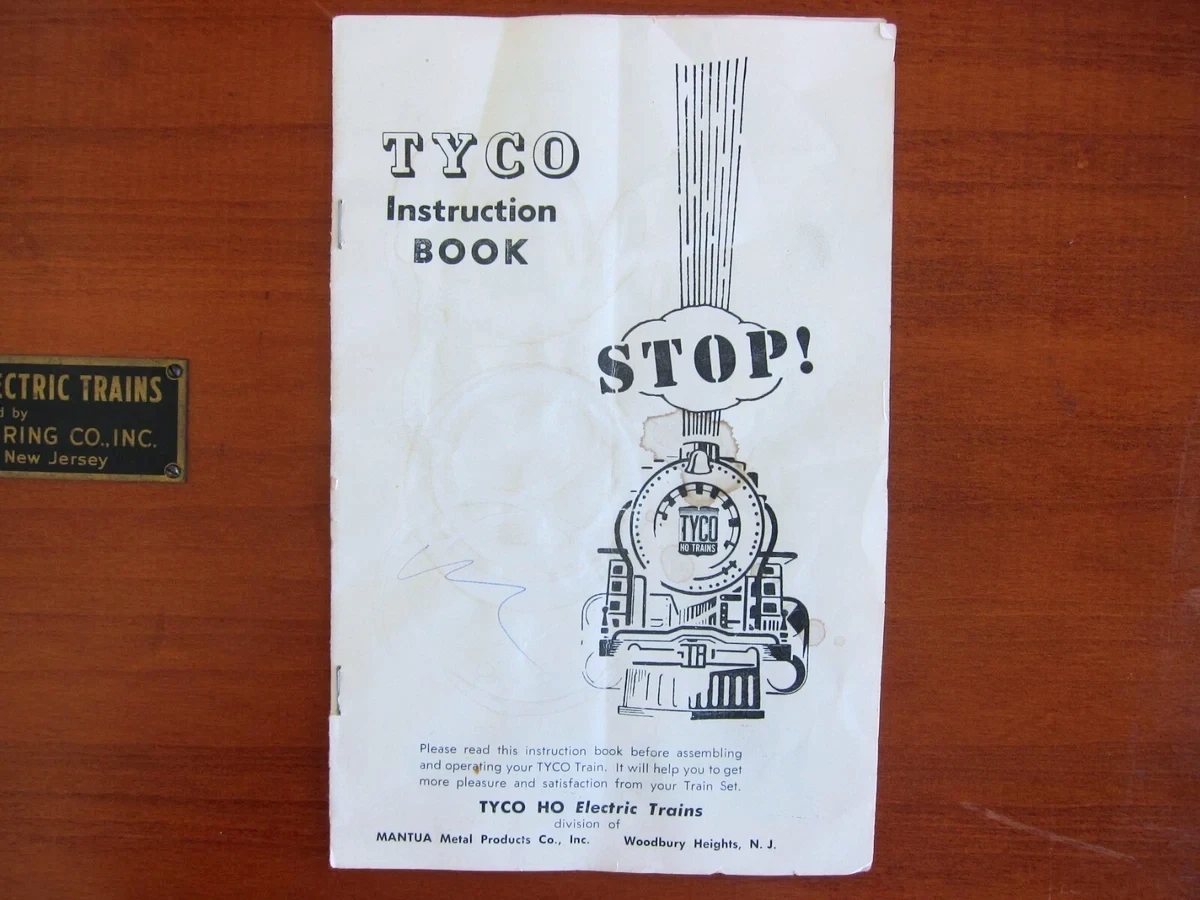 TYCO
Instruction
BOOK
STOP!
TYCO
HO TRAINS
Please read this instruction book before assembling
and operating your TYCO Train. It will help you to get
more pleasure and satisfaction from your Train Set.
TYCO HO Electric Trains
division of
MANTUA Metal Products Co., Inc. Woodbury Heights, N. J.
ECTRIC TRAINS
d by
RING CO., INC.
New Jersey